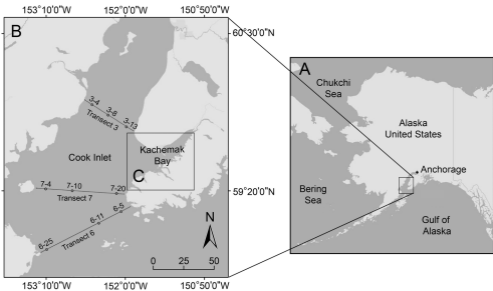 153°10'0"W 152°0'0"W 150°50'0"W
B
60°30'0"N
3-4
3-8
3-13
Transect 3
Cook Inlet
Kachemak
Bay
C
7-4
7-10
7-20
Transect 7
59°20'0"N
6-5
6-11
6-25
Transect 6
N
0 25 50
153°10'0"W 152°0'0"W 150°50'0"W
A
Chukchi
Sea
Alaska
United States
Anchorage
Bering
Sea
Gulf of
Alaska